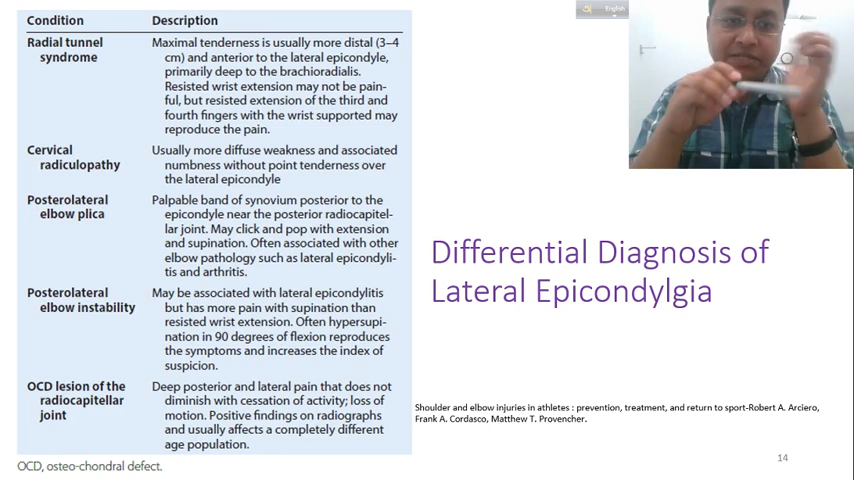 Condition Description
Radial tunnel syndrome
Maximal tenderness is usually more distal (3–4
cm) and anterior to the lateral epicondyle,
primarily deep to the brachioradialis.
Resisted wrist extension may not be pain-
ful, but resisted extension of the third and
fourth fingers with the wrist supported may
reproduce the pain.
Cervical radiculopathy
Usually more diffuse weakness and associated
numbness without point tenderness over
the lateral epicondyle
Posterolateral elbow plica
Palpable band of synovium posterior to the
epicondyle near the posterior radiocapitel-
lar joint. May click and pop with extension
and supination. Often associated with other
elbow pathology such as lateral epicondyli-
tis and arthritis.
Posterolateral elbow instability
May be associated with lateral epicondylitis
but has more pain with supination than
resisted wrist extension. Often hypersupi-
nation in 90 degrees of flexion reproduces
the symptoms and increases the index of
suspicion.
OCD lesion of the radiocapitellar joint
Deep posterior and lateral pain that does not
diminish with cessation of activity; loss of
motion. Positive findings on radiographs
and usually affects a completely different
age population.
OCD, osteo-chondral defect.
English
Differential Diagnosis of
Lateral Epicondylgia
Shoulder and elbow injuries in athletes : prevention, treatment, and return to sport-Robert A. Arciero,
Frank A. Cordasco, Matthew T. Provencher.
14